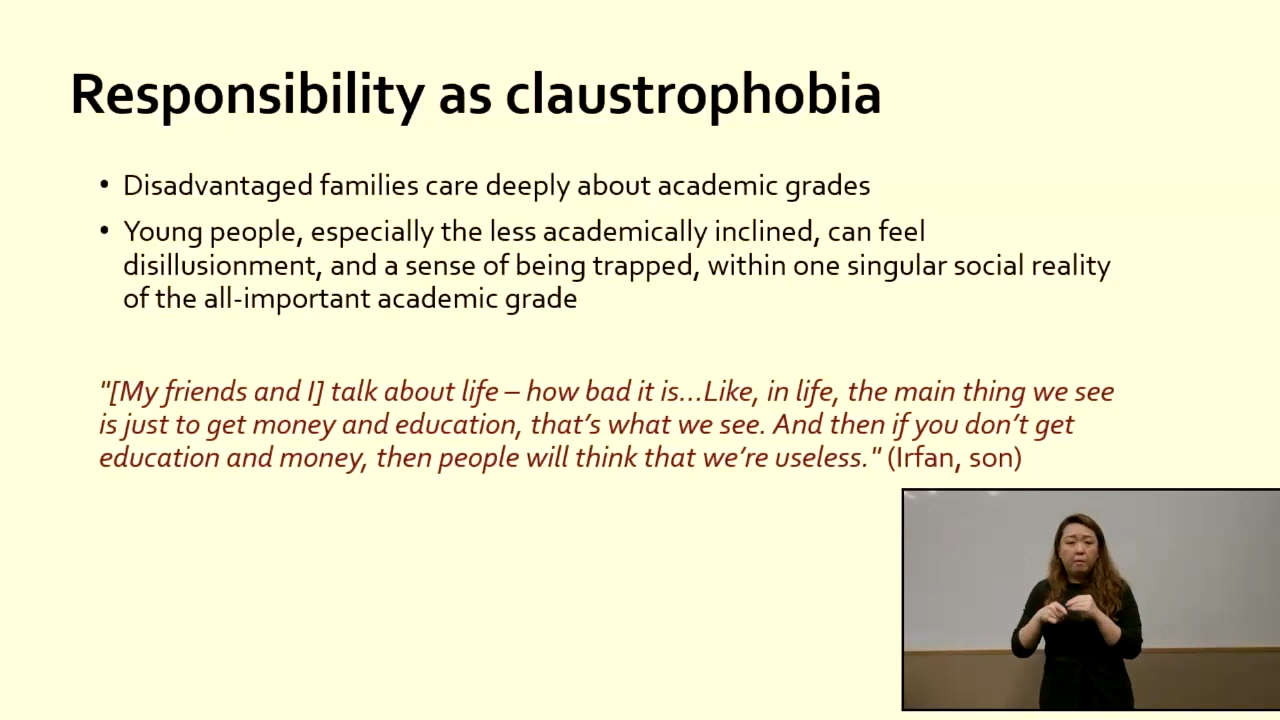 Responsibility as claustrophobia
• Disadvantaged families care deeply about academic grades
• Young people, especially the less academically inclined, can feel
disillusionment, and a sense of being trapped, within one singular social reality
of the all-important academic grade
"[My friends and I] talk about life – how bad it is...Like, in life, the main thing we see
is just to get money and education, that’s what we see. And then if you don’t get
education and money, then people will think that we’re useless." (Irfan, son)